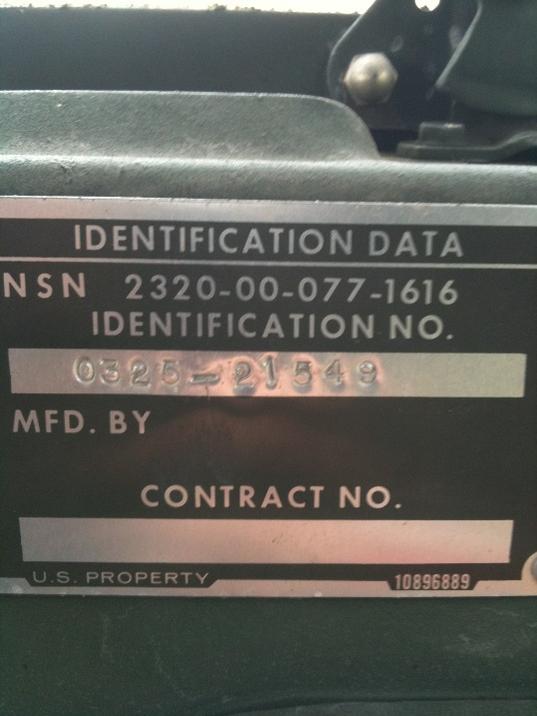 IDENTIFICATION DATA
NSN 2320-00-077-1616
IDENTIFICATION NO.
0325-21549
MFD. BY
CONTRACT NO.
U.S. PROPERTY
10896889